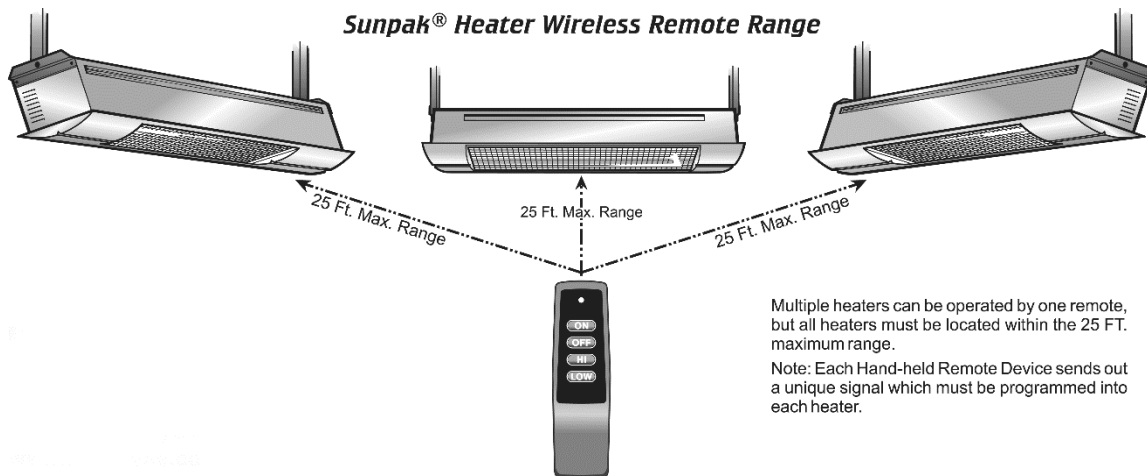 Sunpak® Heater Wireless Remote Range
25 Ft. Max. Range
25 Ft. Max. Range
25 Ft. Max. Range
ON
OFF
HI
LOW
Multiple heaters can be operated by one remote,
but all heaters must be located within the 25 FT.
maximum range.
Note: Each Hand-held Remote Device sends out
a unique signal which must be programmed into
each heater.